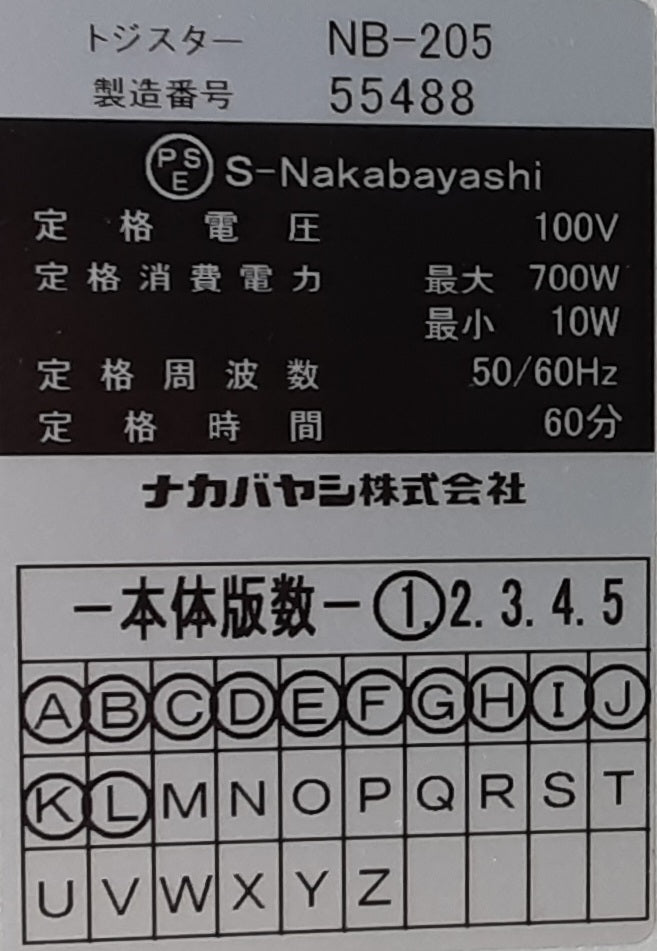 トジスター NB-205
製造番号 55488
PSE S-Nakabayashi
定格電圧 100V
定格消費電力 最大 700W
最小 10W
定格周波数 50/60Hz
定格時間 60分
ナカバヤシ株式会社
－本体版数－①.2.3.4.5
Ⓐ Ⓑ Ⓒ Ⓓ Ⓔ Ⓕ Ⓖ Ⓗ Ⓘ Ⓙ
Ⓚ Ⓛ M N O P Q R S T
U V W X Y Z